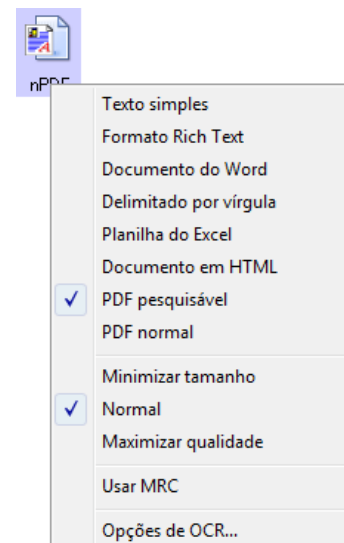 nPDF
Texto simples
Formato Rich Text
Documento do Word
Delimitado por vírgula
Planilha do Excel
Documento em HTML
PDF pesquisável
PDF normal
Minimizar tamanho
Normal
Maximizar qualidade
Usar MRC
Opções de OCR...